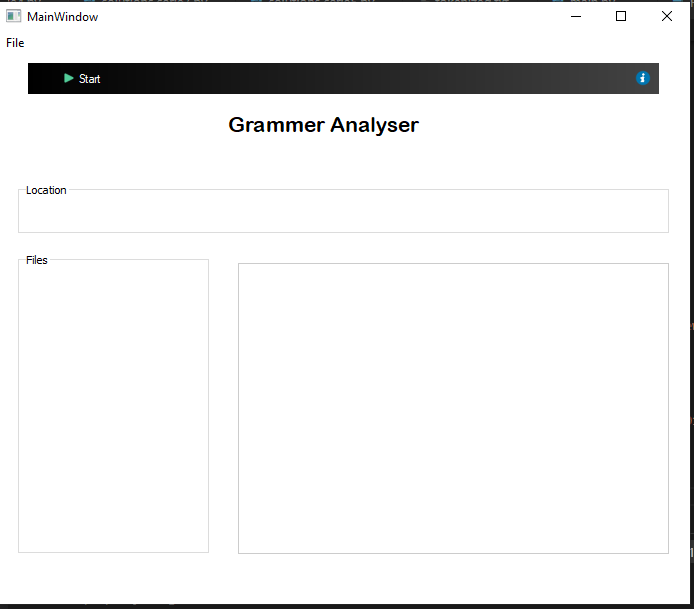 MainWindow
File
Start
Grammer Analyser
Location
Files